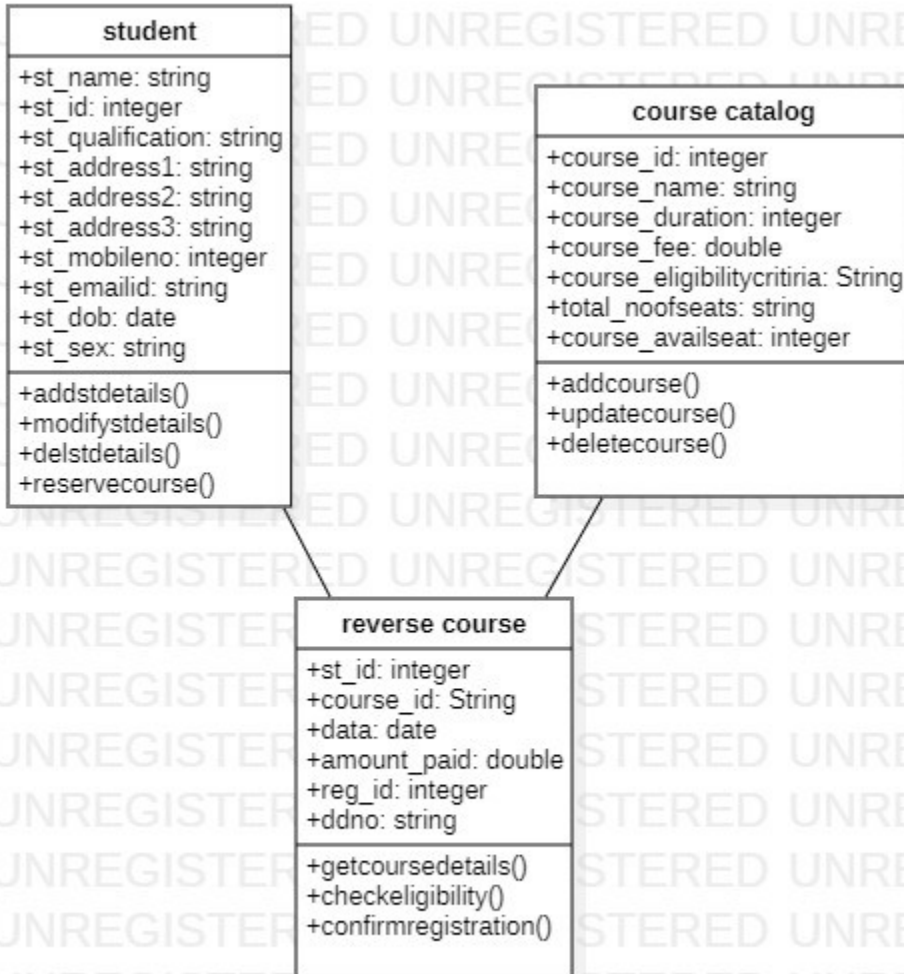 student
+st_name: string
+st_id: integer
+st_qualification: string
+st_address1: string
+st_address2: string
+st_address3: string
+st_mobileno: integer
+st_emailid: string
+st_dob: date
+st_sex: string
+addstdetails()
+modifystdetails()
+delstdetails()
+reservecourse()
course catalog
+course_id: integer
+course_name: string
+course_duration: integer
+course_fee: double
+course_eligibilitycritiria: String
+total_noofseats: string
+course_availseat: integer
+addcourse()
+updatecourse()
+deletecourse()
reverse course
+st_id: integer
+course_id: String
+data: date
+amount_paid: double
+reg_id: integer
+ddno: string
+getcoursedetails()
+checkeligibility()
+confirmregistration()
UNREGISTERED